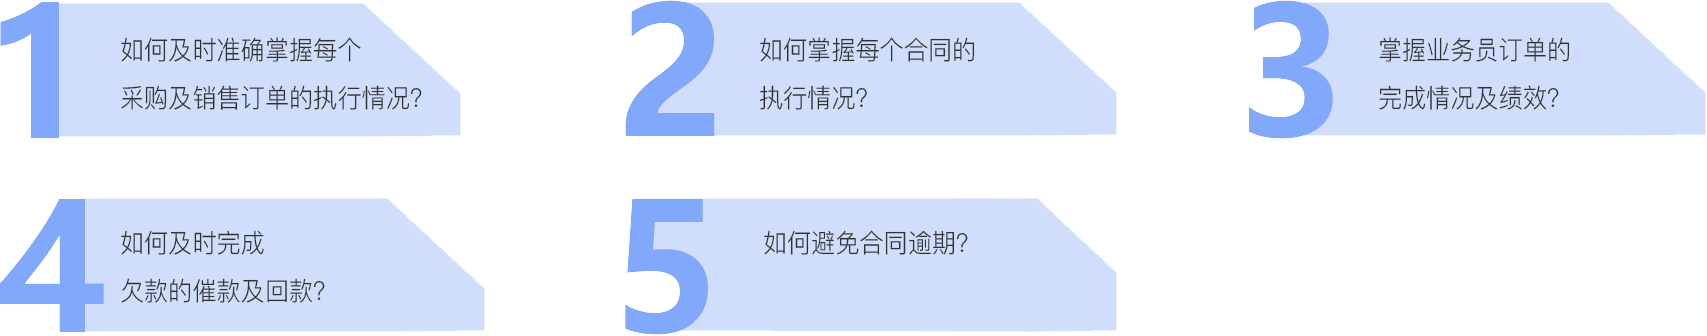 1
如何及时准确掌握每个
采购及销售订单的执行情况?
2
如何掌握每个合同的
执行情况?
3
掌握业务员订单的
完成情况及绩效?
4
如何及时完成
欠款的催款及回款?
5
如何避免合同逾期?